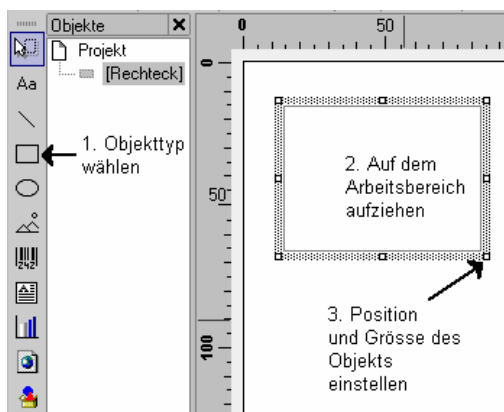 Objekte
Projekt
[Rechteck]
Aa
1. Objekttyp
wählen
0
50
0
50
100
2. Auf dem
Arbeitsbereich
aufziehen
3. Position
und Grösse des
Objekts
einstellen